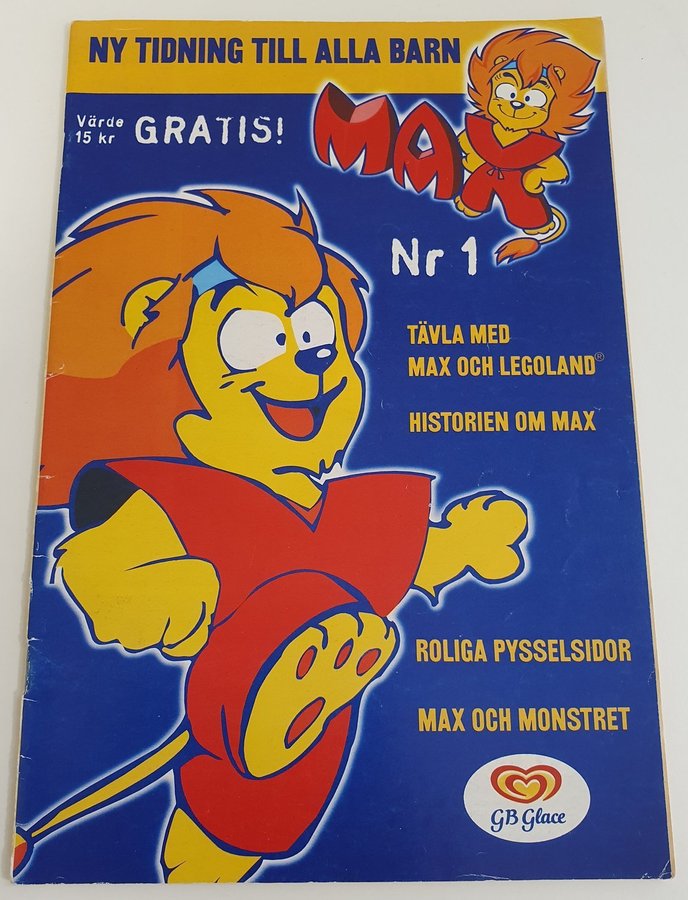 NY TIDNING TILL ALLA BARN
Värde
15 kr
GRATIS!
MAX
Nr 1
TÄVLA MED
MAX OCH LEGOLAND®
HISTORIEN OM MAX
ROLIGA PYSSELSIDOR
MAX OCH MONSTRET
GB Glace